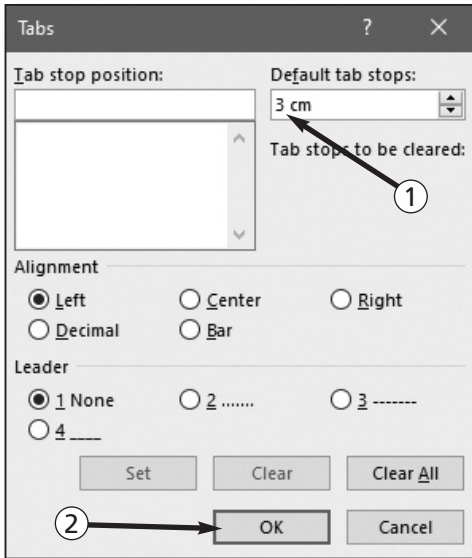 Tabs ? ×
Tab stop position: Default tab stops:
3 cm
Tab stops to be cleared:
1
Alignment
Left Center Right
Decimal Bar
Leader
1 None 2 ....... 3 -------
4 ____
Set Clear Clear All
2 OK Cancel